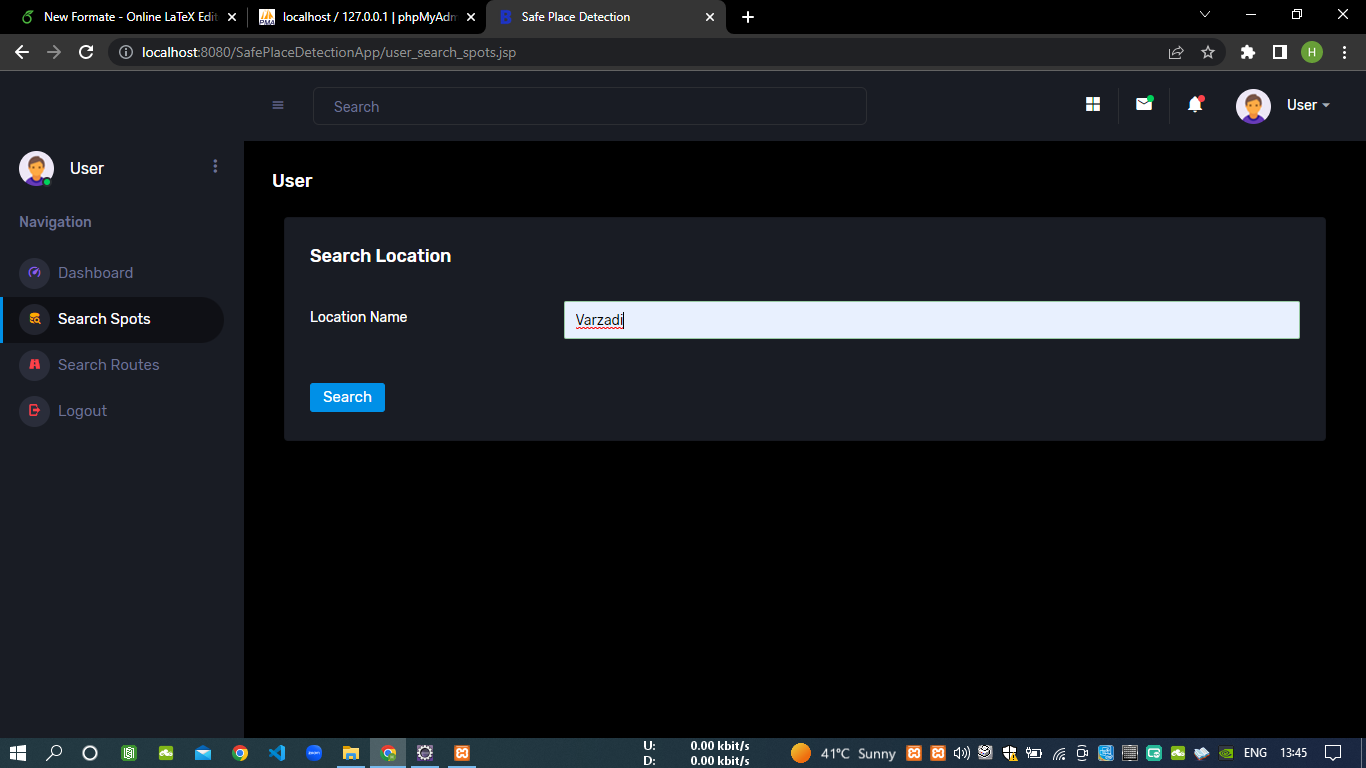 New Formate - Online LaTeX Edit
localhost / 127.0.0.1 | phpMyAdm
Safe Place Detection
localhost:8080/SafePlaceDetectionApp/user_search_spots.jsp
H
Search
User
User
Navigation
Dashboard
Search Spots
Search Routes
Logout
User
Search Location
Location Name
Varzadi
Search
U: 0.00 kbit/s
D: 0.00 kbit/s
41°C Sunny
ENG
13:45